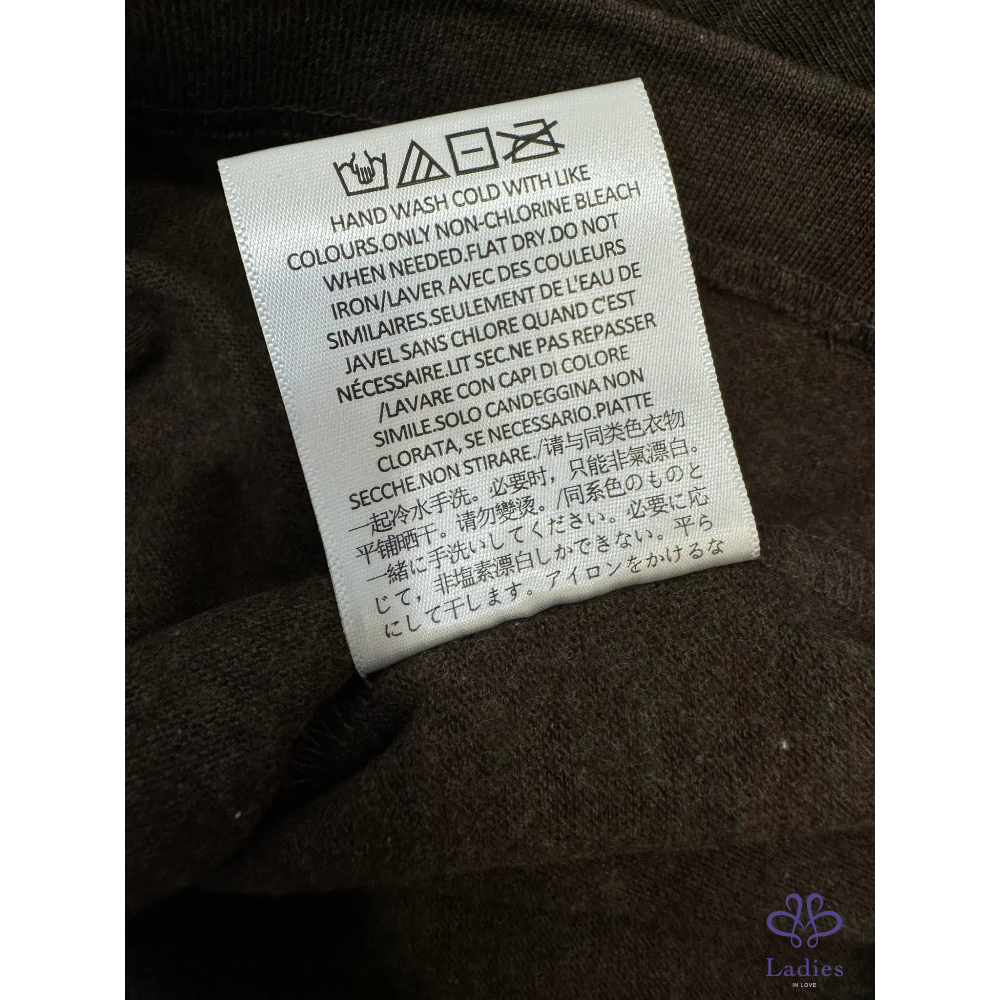 HAND WASH COLD WITH LIKE
COLOURS.ONLY NON-CHLORINE BLEACH
WHEN NEEDED.FLAT DRY.DO NOT
IRON/LAVER AVEC DES COULEURS
SIMILAIRES.SEULEMENT DE L'EAU DE
JAVEL SANS CHLORE QUAND C'EST
NÉCESSAIRE.LIT SEC.NE PAS REPASSER
/LAVARE CON CAPI DI COLORE
SIMILE.SOLO CANDEGGINA NON
CLORATA, SE NECESSARIO.PIATTE
SECCHE.NON STIRARE./请与同类色衣物
一起冷水手洗。必要时，只能非氣漂白。
平铺晒干。请勿變烫。/同系色のものと
一緒に手洗いしてください。必要に応
じて，非塩素漂白しかできない。平ら
にして干します。アイロンをかけるな
Ladies
IN LOVE